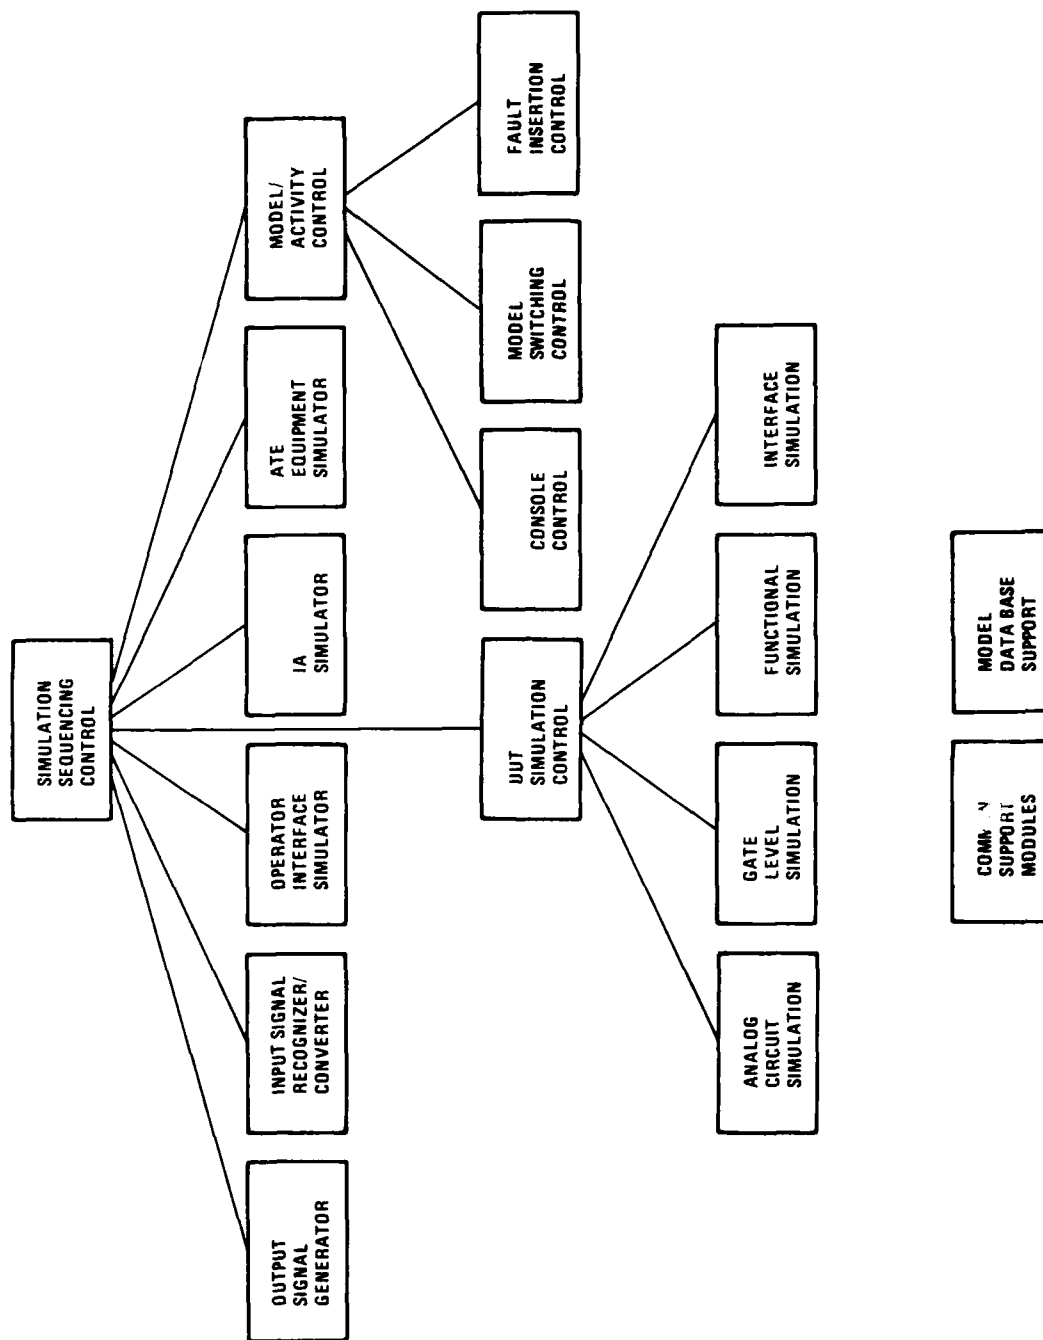 SIMULATION
SEQUENCING
CONTROL
OUTPUT
SIGNAL
GENERATOR
INPUT SIGNAL
RECOGNIZER/
CONVERTER
OPERATOR
INTERFACE
SIMULATOR
IA
SIMULATOR
ATE
EQUIPMENT
SIMULATOR
MODEL/
ACTIVITY
CONTROL
UUT
SIMULATION
CONTROL
CONSOLE
CONTROL
MODEL
SWITCHING
CONTROL
FAULT
INSERTION
CONTROL
ANALOG
CIRCUIT
SIMULATION
GATE
LEVEL
SIMULATION
FUNCTIONAL
SIMULATION
INTERFACE
SIMULATION
SUPPORT
MODULES
MODEL
DATA BASE
SUPPORT